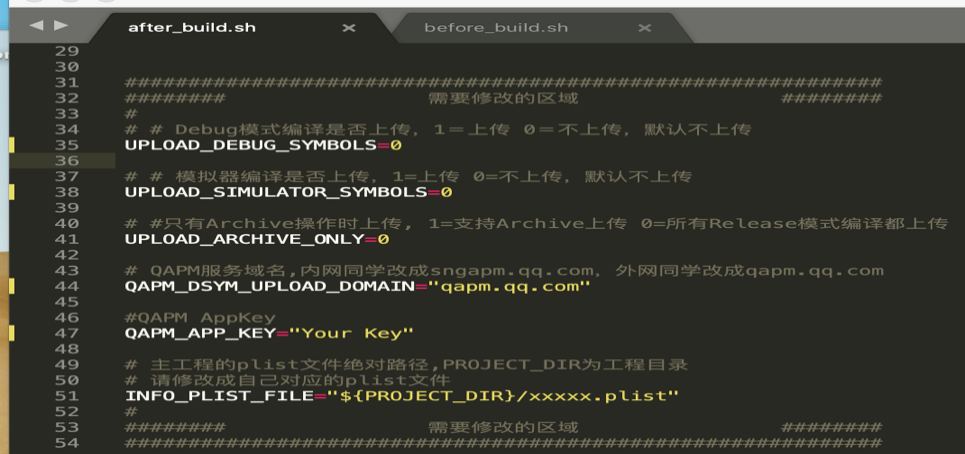 after_build.sh × before_build.sh ×
29
30
31 ############################################################
32 ######## 需要修改的区域 ########
33 #
34 # # Debug模式编译是否上传，1＝上传 0＝不上传，默认不上传
35 UPLOAD_DEBUG_SYMBOLS=0
36
37 # # 模拟器编译是否上传，1=上传 0=不上传，默认不上传
38 UPLOAD_SIMULATOR_SYMBOLS=0
39
40 # #只有Archive操作时上传，1=支持Archive上传 0=所有Release模式编译都上传
41 UPLOAD_ARCHIVE_ONLY=0
42
43 # QAPM服务域名,内网同学改成sngapm.qq.com，外网同学改成qapm.qq.com
44 QAPM_DSYM_UPLOAD_DOMAIN="qapm.qq.com"
45
46 #QAPM AppKey
47 QAPM_APP_KEY="Your Key"
48
49 # 主工程的plist文件绝对路径,PROJECT_DIR为工程目录
50 # 请修改成自己对应的plist文件
51 INFO_PLIST_FILE="${PROJECT_DIR}/xxxxx.plist"
52 #
53 ######## 需要修改的区域 ########
54 ############################################################